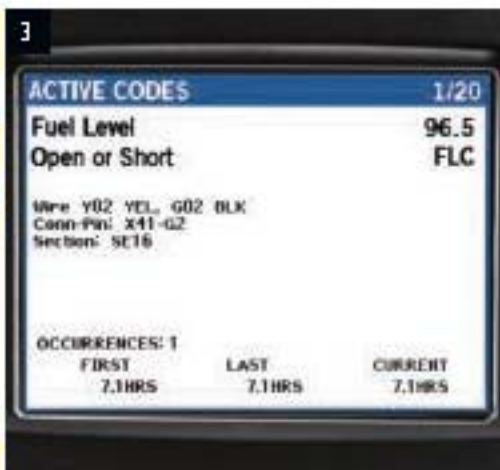 3
ACTIVE CODES 1/20
Fuel Level 96.5
Open or Short FLC
Wire Y02 YEL, G02 BLK
Conn-Pin: X41-G2
Section: SE16
OCCURRENCES: 1
FIRST LAST CURRENT
7.1HRS 7.1HRS 7.1HRS